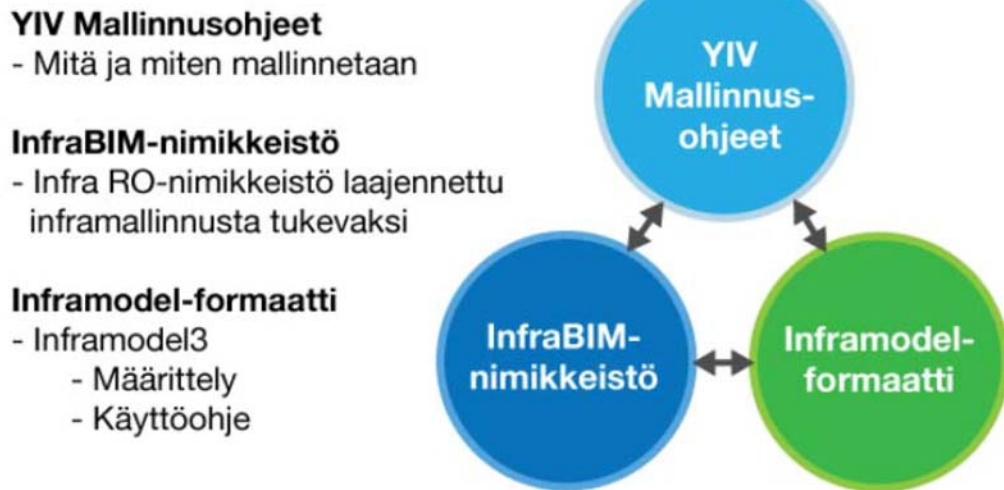 YIV Mallinnusohjeet
- Mitä ja miten mallinnetaan
InfraBIM-nimikkeistö
- Infra RO-nimikkeistö laajennettu
inframallinnusta tukevaksi
Inframodel-formaatti
- Inframodel3
- Määrittely
- Käyttöohje
YIV
Mallinnus-
ohjeet
InfraBIM-
nimikkeistö
Inframodel-
formaatti